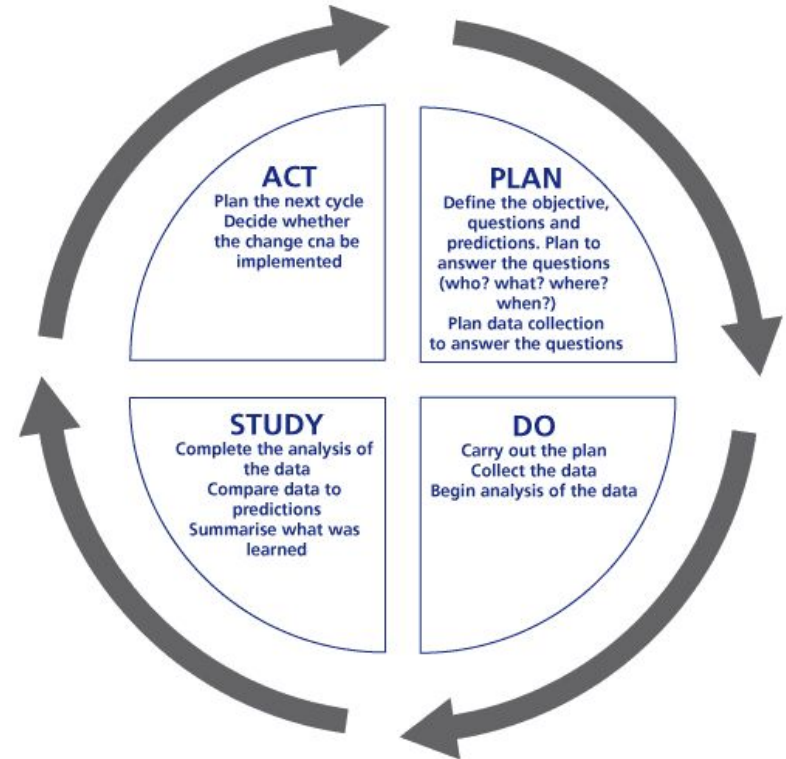 ACT
Plan the next cycle
Decide whether
the change cna be
implemented
PLAN
Define the objective,
questions and
predictions. Plan to
answer the questions
(who? what? where?
when?)
Plan data collection
to answer the questions
STUDY
Complete the analysis of
the data
Compare data to
predictions
Summarise what was
learned
DO
Carry out the plan
Collect the data
Begin analysis of the data